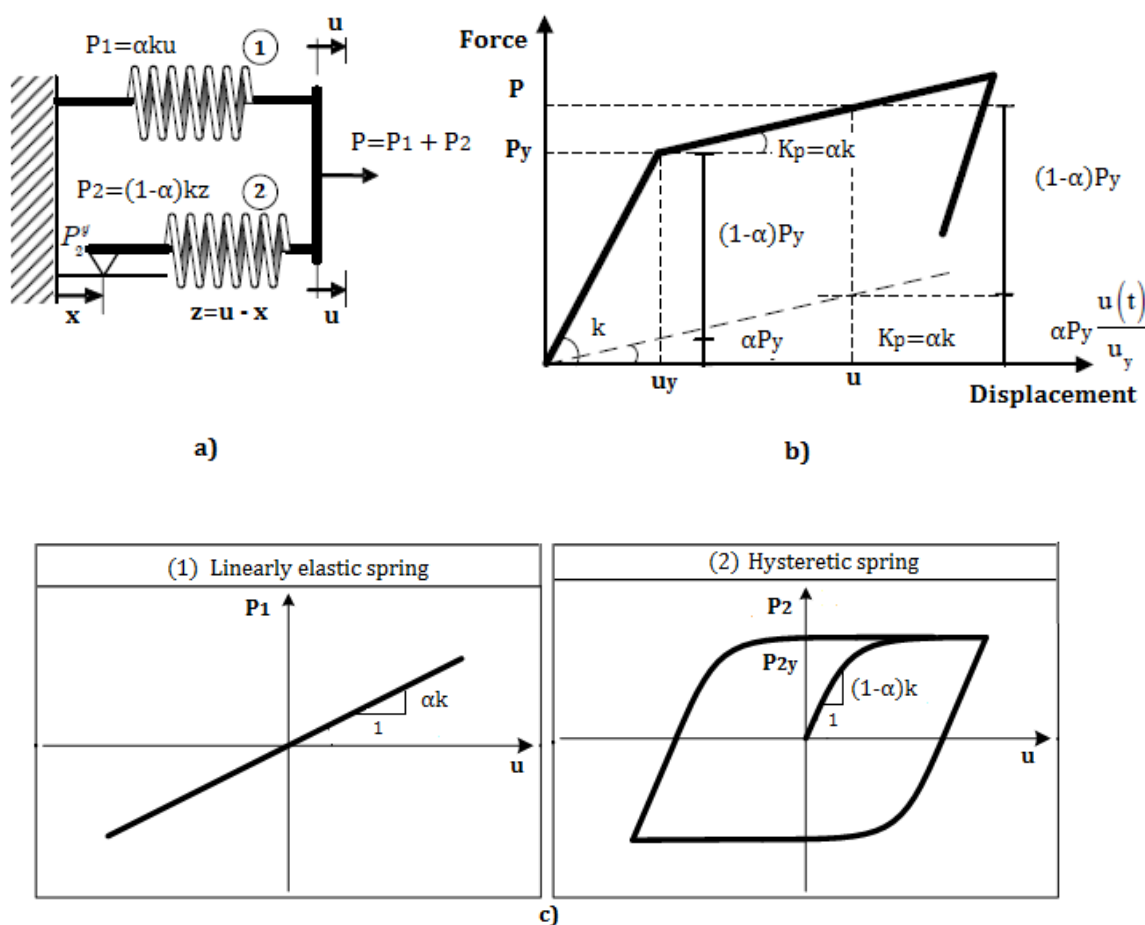 u
P1=αku
1
P=P1 + P2
P2=(1-α)kz
2
P₂ʸ
x
z=u - x
u
a)
Force
P
Py
Kp=αk
(1-α)Py
(1-α)Py
k
αPy
Kp=αk
αPy u(t)/u_y
uy
u
Displacement
b)
(1) Linearly elastic spring
P1
αk
1
u
(2) Hysteretic spring
P2
P2y
(1-α)k
1
u
c)